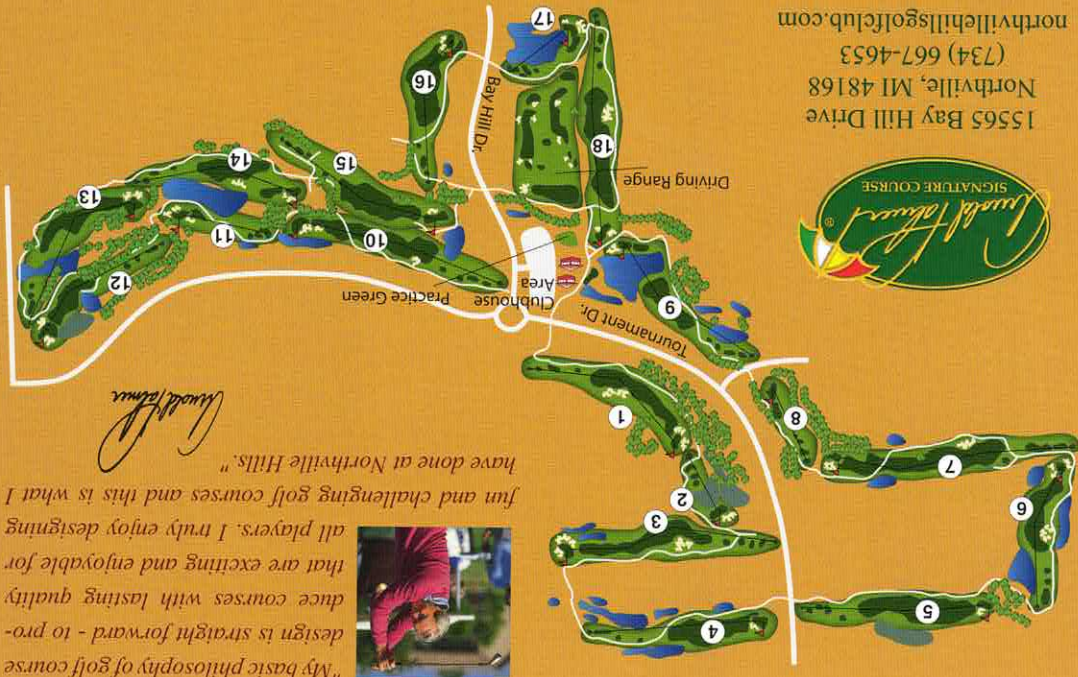 "My basic philosophy of golf course
design is straight forward - to pro-
duce courses with lasting quality
that are exciting and enjoyable for
all players. I truly enjoy designing
fun and challenging golf courses and this is what I
have done at Northville Hills."
Arnold Palmer
5
4
6
3
7
2
8
1
Tournament Dr.
9
Clubhouse
Area
Practice Green
12
10
11
13
Driving Range
15
14
18
Bay Hill Dr.
16
17
Arnold Palmer
SIGNATURE COURSE
®
15565 Bay Hill Drive
Northville, MI 48168
(734) 667-4653
northvillehillsgolfclub.com